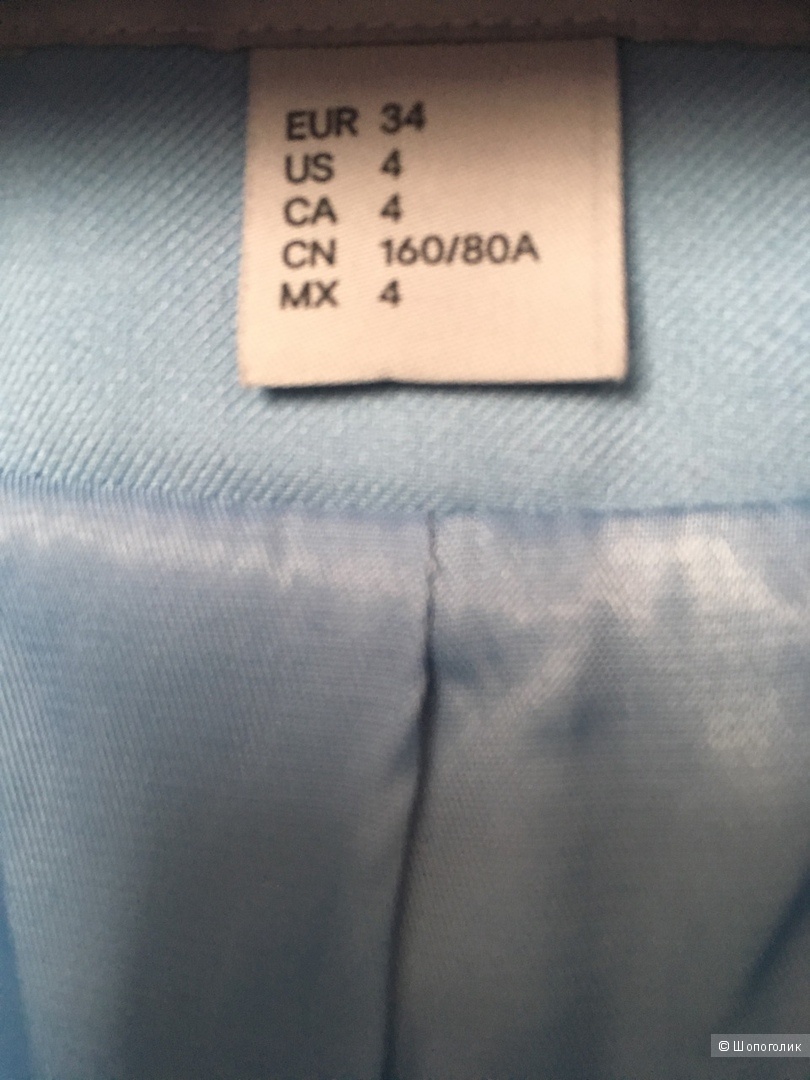 EUR 34
US 4
CA 4
CN 160/80A
MX 4
© Шопоголик